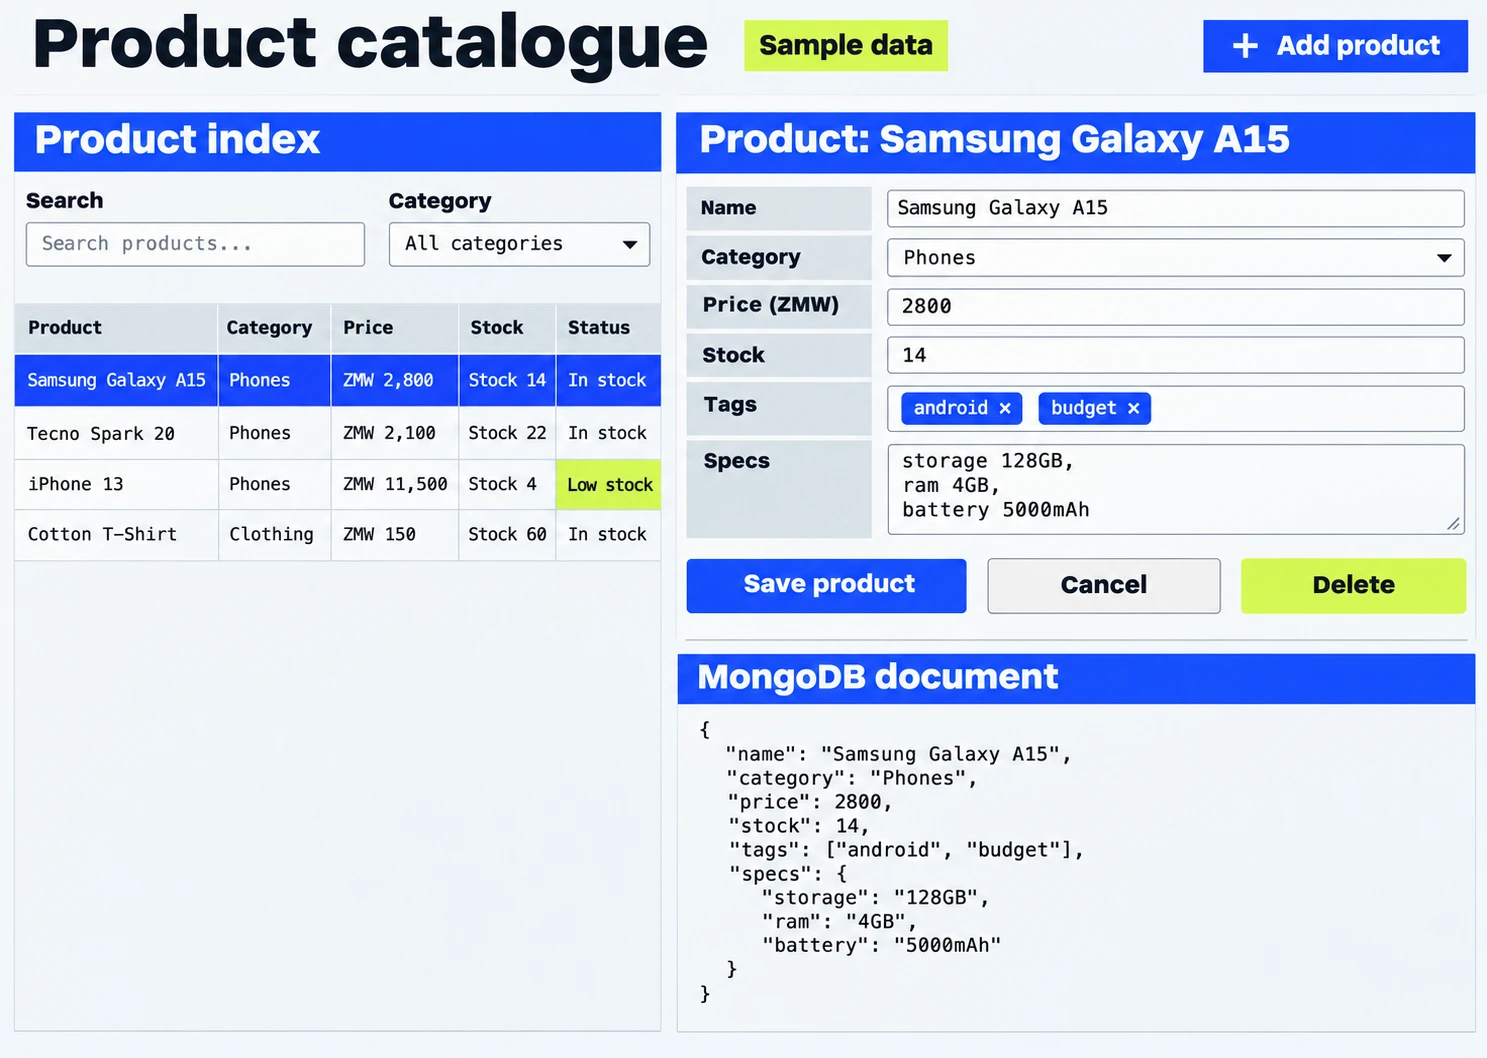 Product catalogue
Sample data
+ Add product
Product index
Search
Category
Search products...
All categories
Product Category Price Stock Status
Samsung Galaxy A15 Phones ZMW 2,800 Stock 14 In stock
Tecno Spark 20 Phones ZMW 2,100 Stock 22 In stock
iPhone 13 Phones ZMW 11,500 Stock 4 Low stock
Cotton T-Shirt Clothing ZMW 150 Stock 60 In stock
Product: Samsung Galaxy A15
Name Samsung Galaxy A15
Category Phones
Price (ZMW) 2800
Stock 14
Tags android × budget ×
Specs storage 128GB,
ram 4GB,
battery 5000mAh
Save product Cancel Delete
MongoDB document
{
"name": "Samsung Galaxy A15",
"category": "Phones",
"price": 2800,
"stock": 14,
"tags": ["android", "budget"],
"specs": {
"storage": "128GB",
"ram": "4GB",
"battery": "5000mAh"
}
}